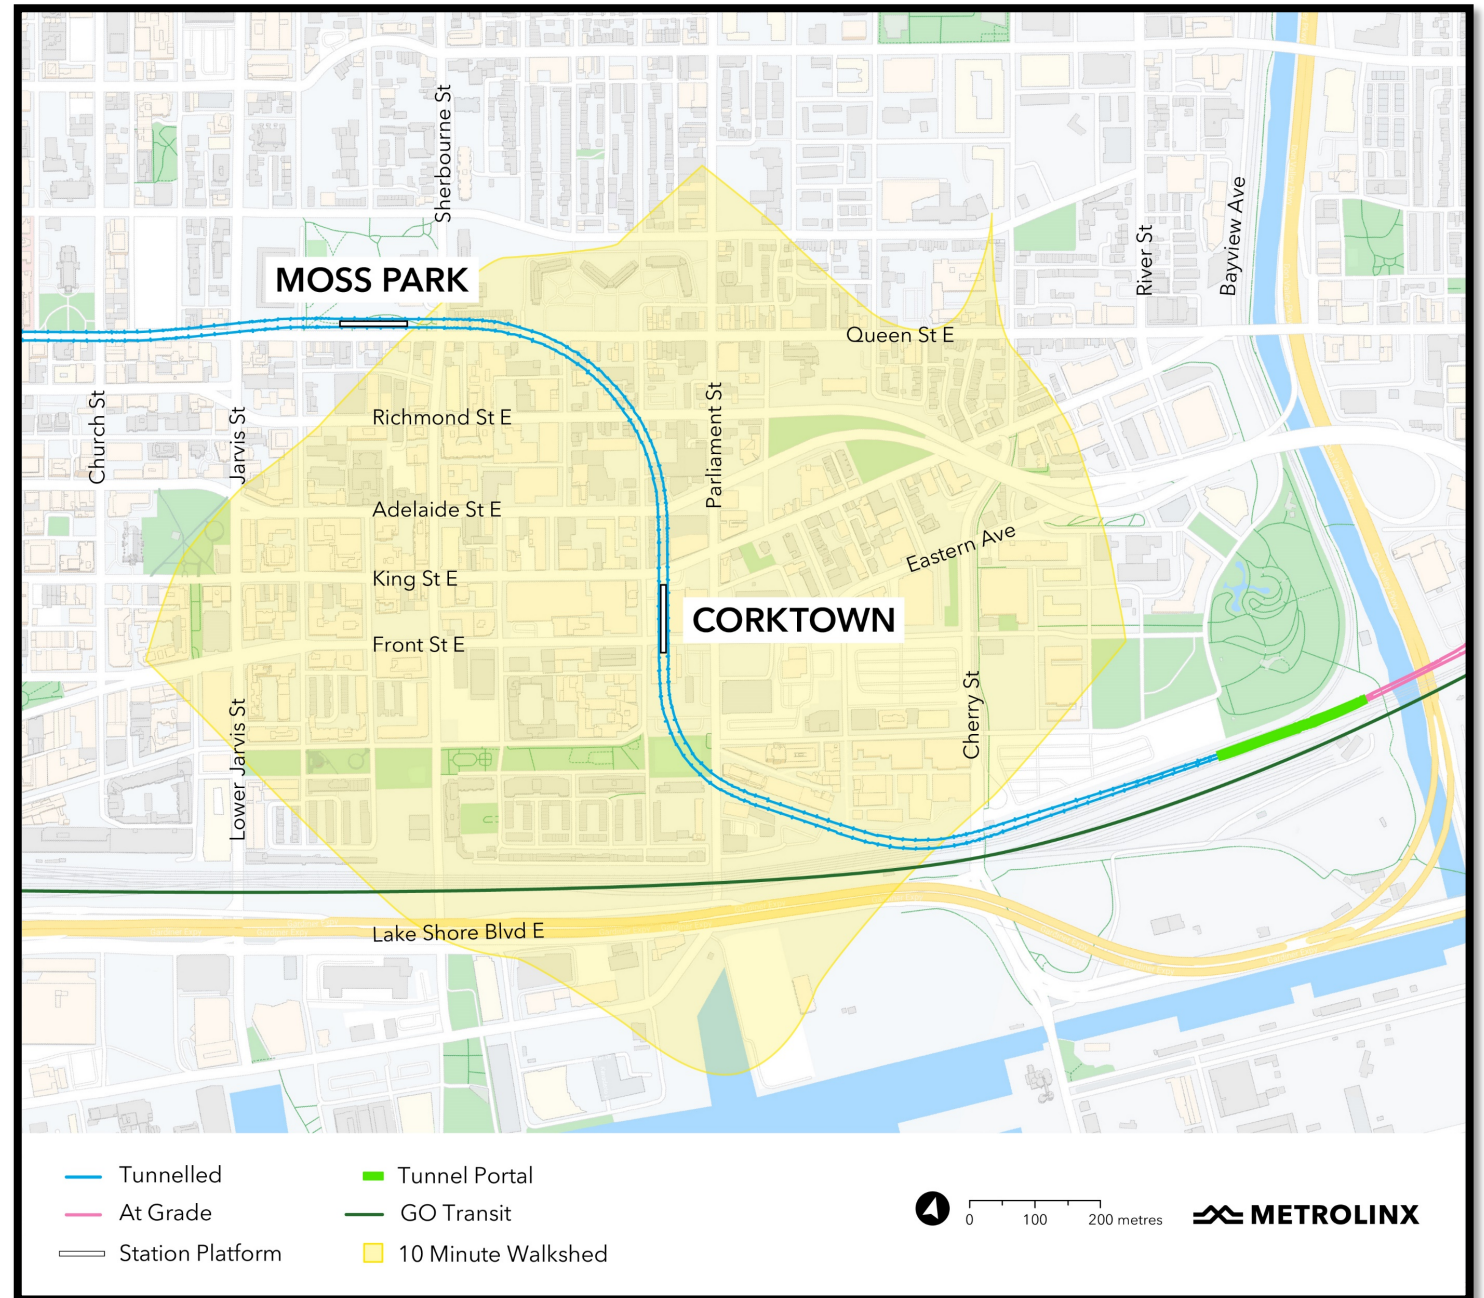 Sherbourne St
River St
Bayview Ave
MOSS PARK
Queen St E
Church St
Jarvis St
Richmond St E
Parliament St
Adelaide St E
Eastern Ave
King St E
CORKTOWN
Front St E
Lower Jarvis St
Cherry St
Lake Shore Blvd E
Tunnelled
Tunnel Portal
At Grade
GO Transit
Station Platform
10 Minute Walkshed
0 100 200 metres
METROLINX